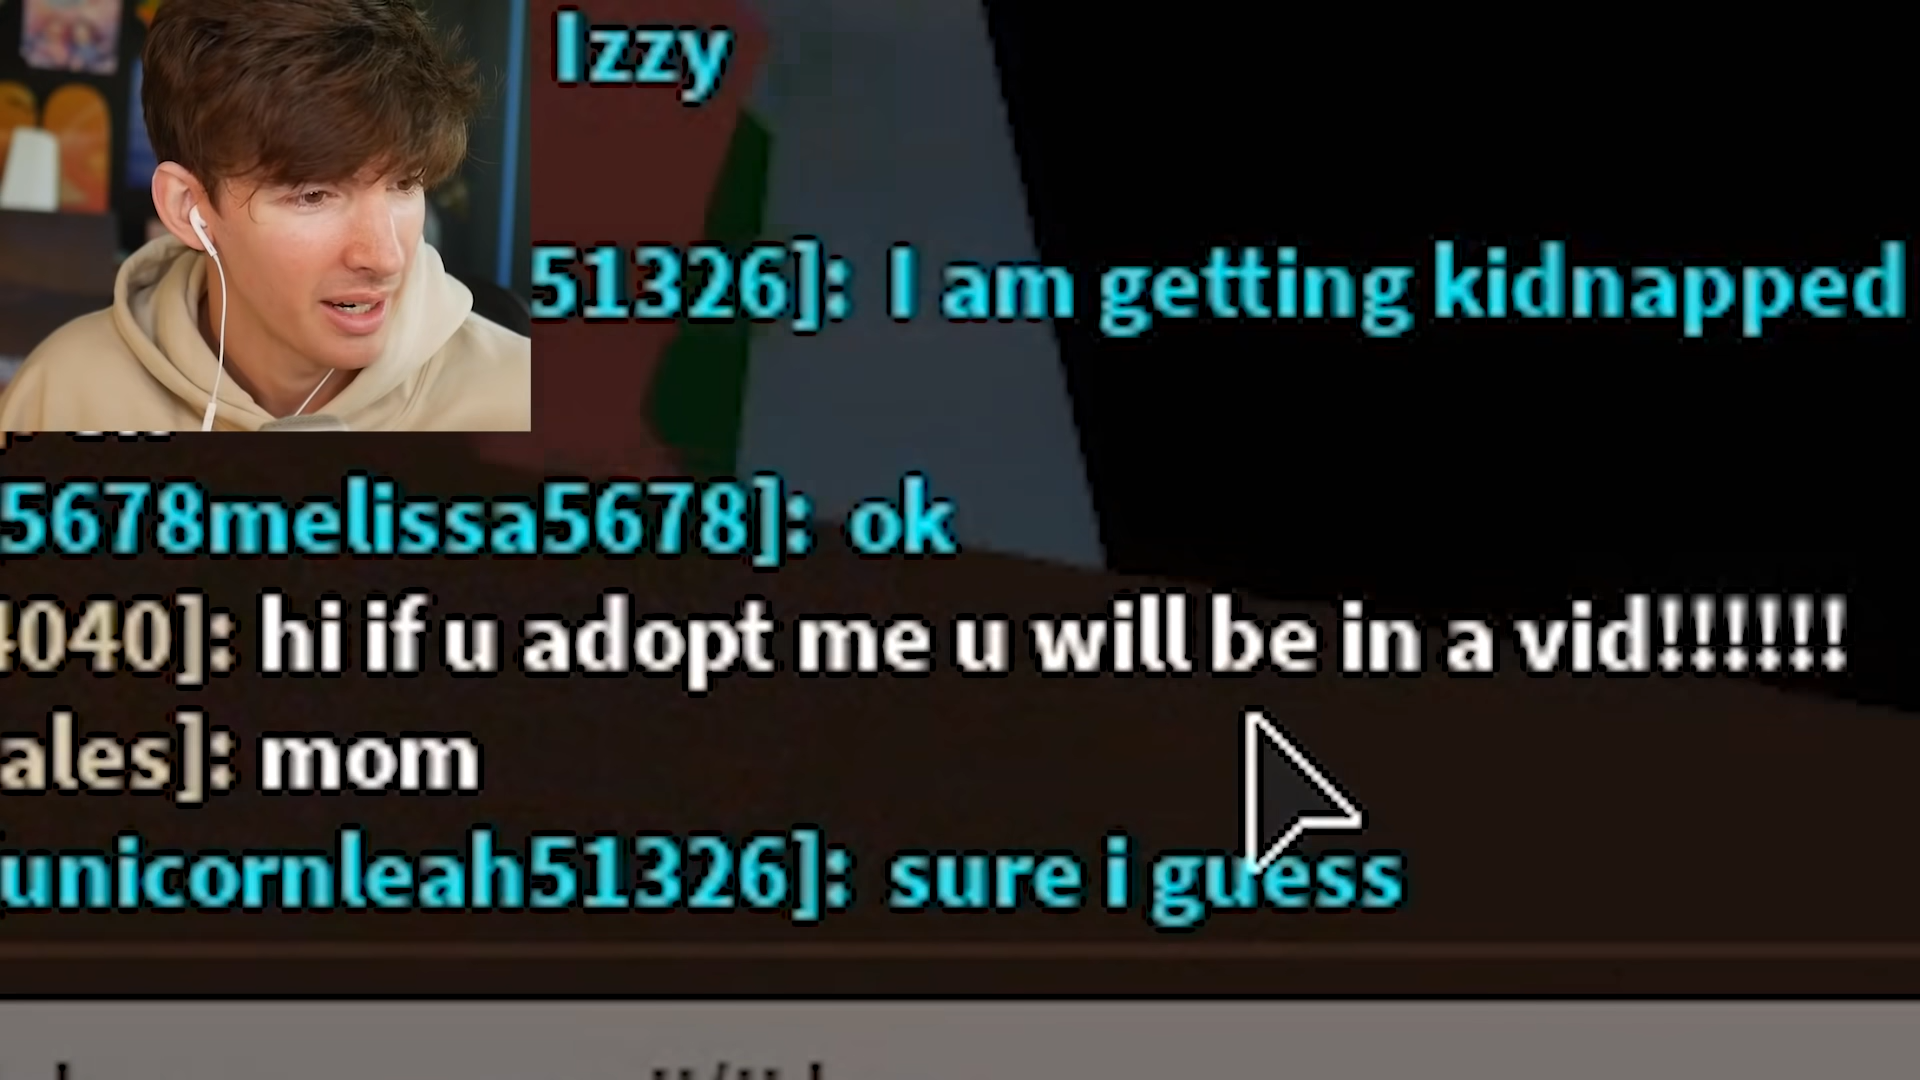 Izzy
51326]: I am getting kidnapped
5678melissa5678]: ok
4040]: hi if u adopt me u will be in a vid!!!!!!
ales]: mom
unicornleah51326]: sure i guess